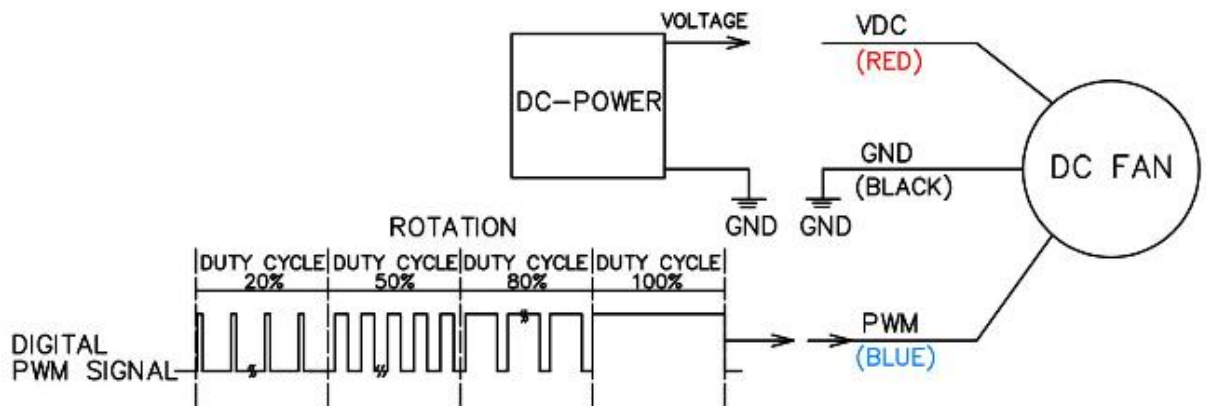 VOLTAGE
VDC
(RED)
DC-POWER
GND
(BLACK)
DC FAN
GND
GND
ROTATION
DUTY CYCLE
20%
DUTY CYCLE
50%
DUTY CYCLE
80%
DUTY CYCLE
100%
DIGITAL
PWM SIGNAL
PWM
(BLUE)